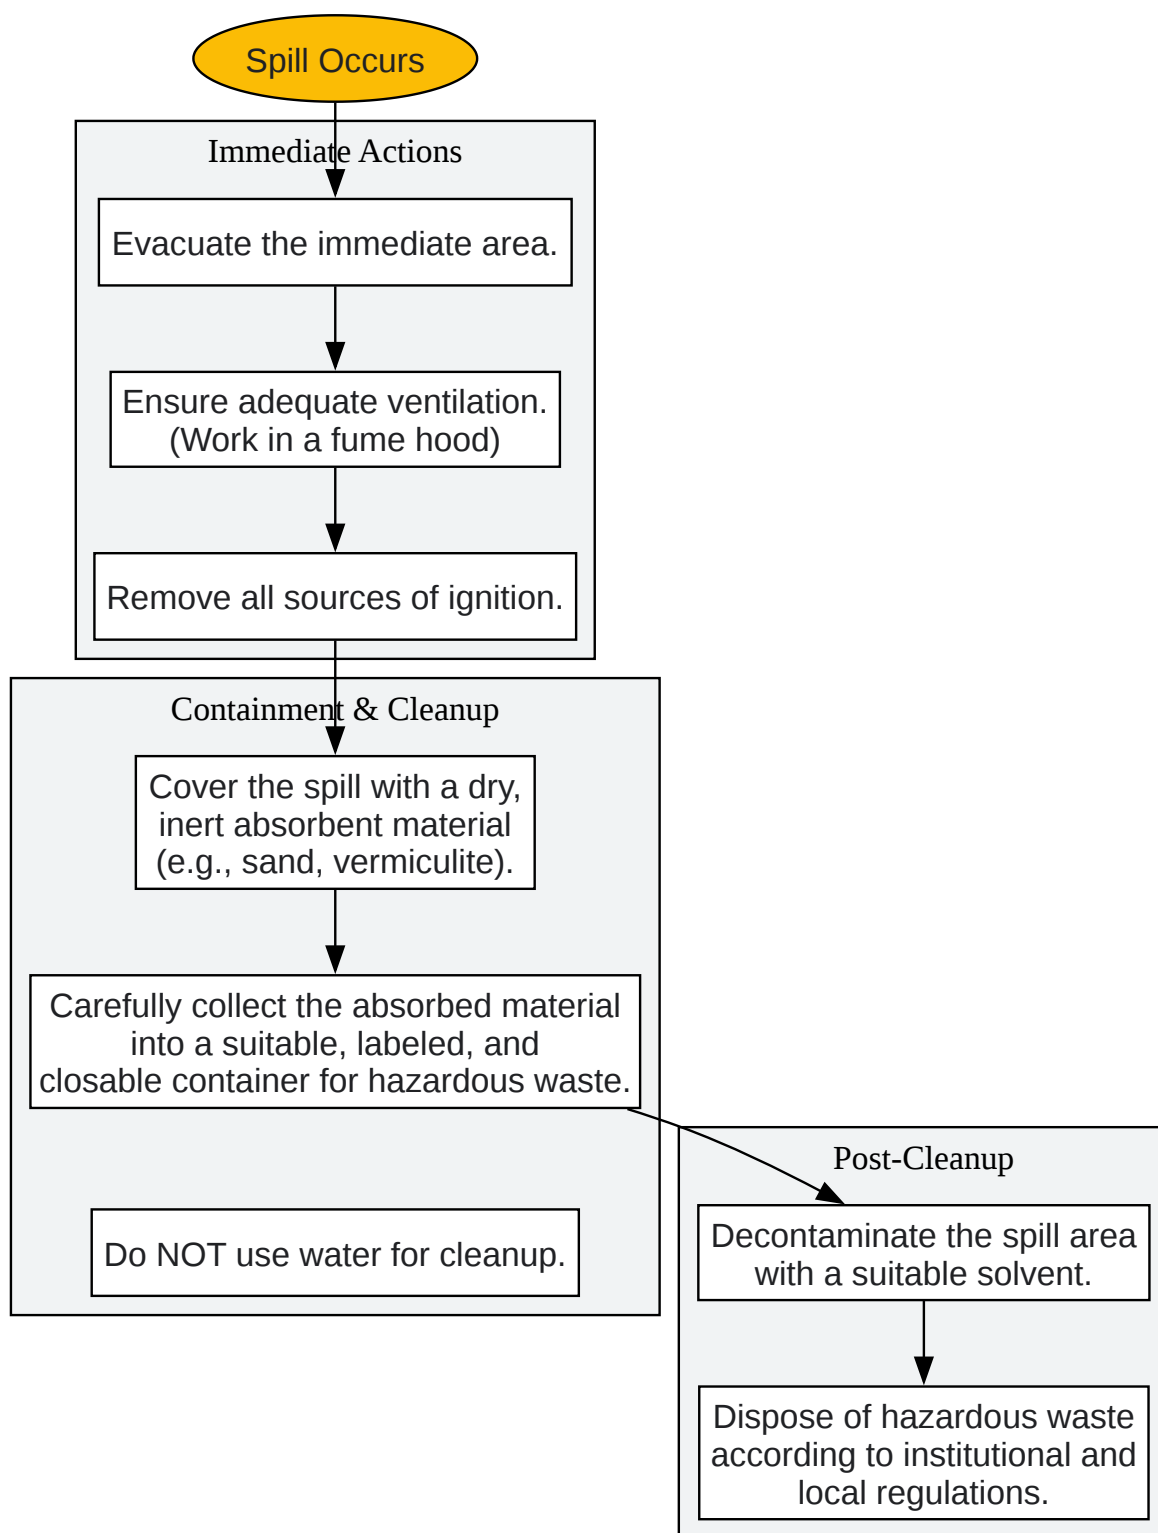 Spill Occurs
Immediate Actions
Evacuate the immediate area.
Ensure adequate ventilation.
(Work in a fume hood)
Remove all sources of ignition.
Containment & Cleanup
Cover the spill with a dry,
inert absorbent material
(e.g., sand, vermiculite).
Carefully collect the absorbed material
into a suitable, labeled, and
closable container for hazardous waste.
Do NOT use water for cleanup.
Post-Cleanup
Decontaminate the spill area
with a suitable solvent.
Dispose of hazardous waste
according to institutional and
local regulations.